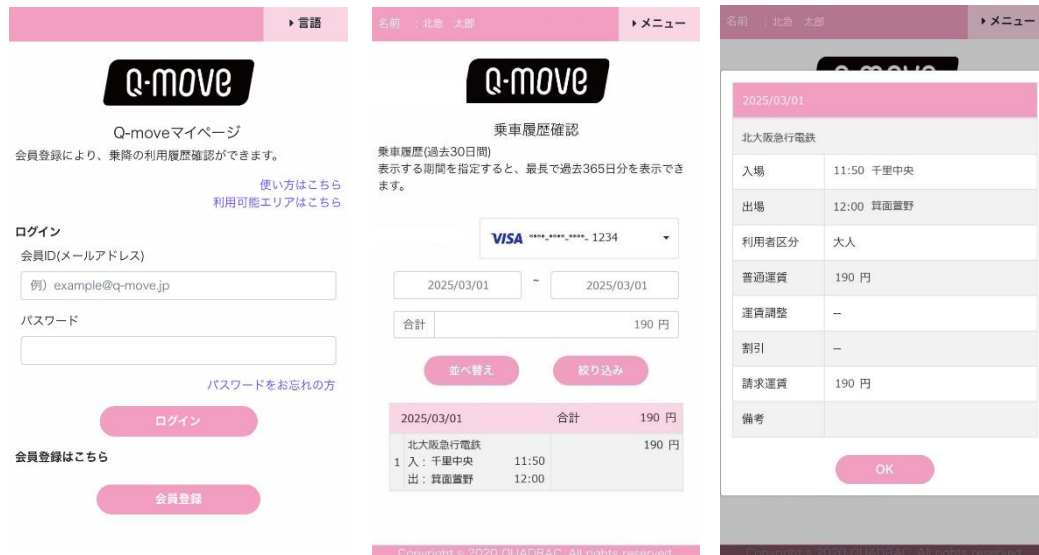 言語
Q-move
Q-moveマイページ
会員登録により、乗降の利用履歴確認ができます。
使い方はこちら
利用可能エリアはこちら
ログイン
会員ID(メールアドレス)
例）example@q-move.jp
パスワード
パスワードをお忘れの方
ログイン
会員登録はこちら
会員登録
名前 ：北急 太郎
メニュー
Q-move
乗車履歴確認
乗車履歴(過去30日間)
表示する期間を指定すると、最長で過去365日分を表示でき
ます。
VISA ****-****-****- 1234
2025/03/01 ~ 2025/03/01
合計 190 円
並べ替え 絞り込み
2025/03/01 合計 190 円
北大阪急行電鉄 190 円
1 入：千里中央 11:50
出：箕面萱野 12:00
Copyright © 2020 QUADRAC, All rights reserved.
名前 ：北急 太郎
メニュー
Q-move
2025/03/01
北大阪急行電鉄
入場 11:50 千里中央
出場 12:00 箕面萱野
利用者区分 大人
普通運賃 190 円
運賃調整 –
割引 –
請求運賃 190 円
備考
OK
Copyright © 2020 QUADRAC, All rights reserved.